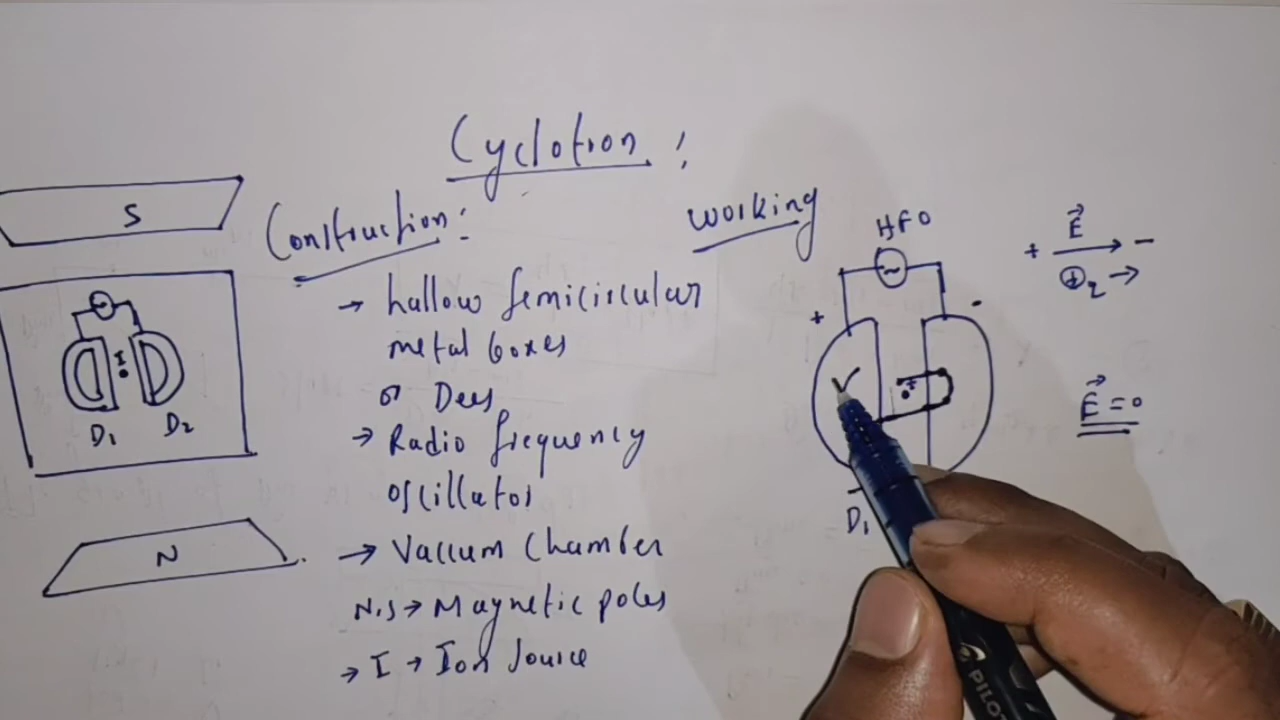 Cyclotron :
S
Construction :
→ hallow semicircular
metal boxes
or Dees
→ Radio frequency
oscillator
→ Vaccum Chamber
N,S → Magnetic poles
→ I → Ion source
I
D₁ D₂
N
working
HFO
+ -
+
D₁
+ E⃗ → -
⊕q →
E⃗ = 0
PILOT